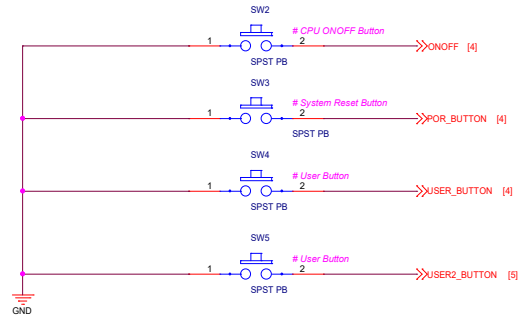 SW2
# CPU ONOFF Button
1 2
ONOFF [4]
SPST PB
SW3
# System Reset Button
1 2
POR_BUTTON [4]
SPST PB
SW4
# User Button
1 2
USER_BUTTON [4]
SPST PB
SW5
# User Button
1 2
USER2_BUTTON [5]
SPST PB
GND